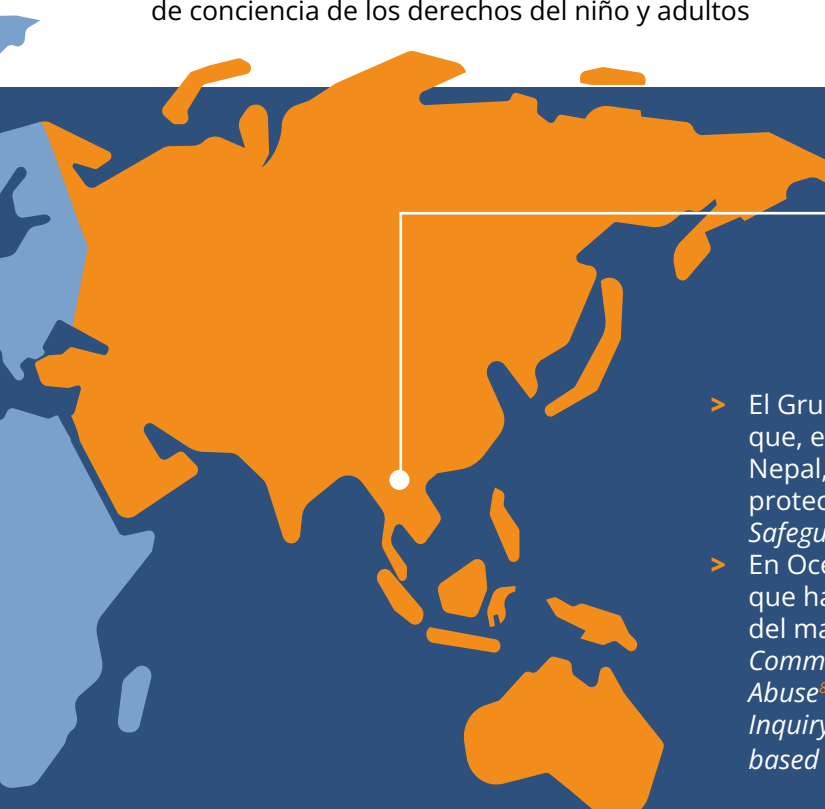 de conciencia de los derechos del niño y adultos
> El Gru
que, e
Nepal,
protec
Safegu
> En Oce
que ha
del ma
Comm
Abuse
Inquiry
based